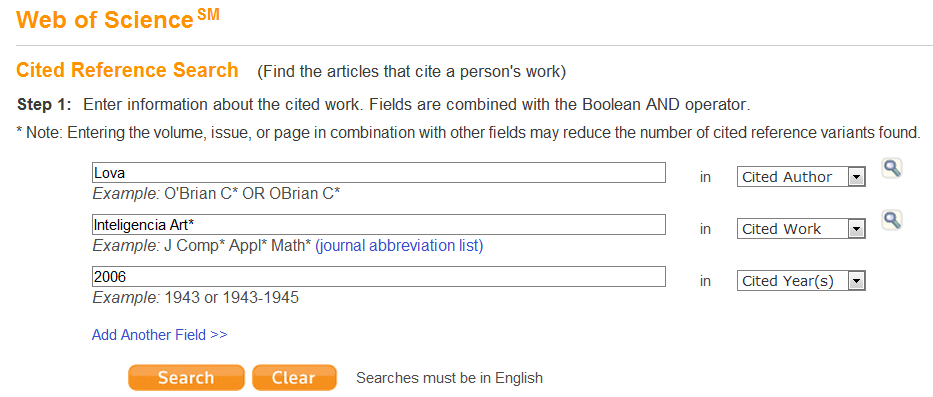 Web of Science SM
Cited Reference Search (Find the articles that cite a person's work)
Step 1: Enter information about the cited work. Fields are combined with the Boolean AND operator.
* Note: Entering the volume, issue, or page in combination with other fields may reduce the number of cited reference variants found.
Lova in Cited Author
Example: O'Brian C* OR OBrian C*
Inteligencia Art* in Cited Work
Example: J Comp* Appl* Math* (journal abbreviation list)
2006 in Cited Year(s)
Example: 1943 or 1943-1945
Add Another Field >>
Search Clear Searches must be in English